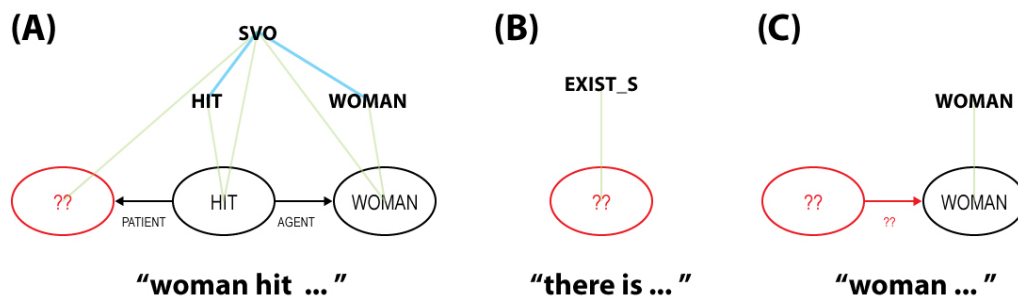 (A)
SVO
HIT
WOMAN
??
HIT
WOMAN
PATIENT
AGENT
"woman hit ... "
(B)
EXIST_S
??
"there is ... "
(C)
WOMAN
??
??
WOMAN
"woman ... "